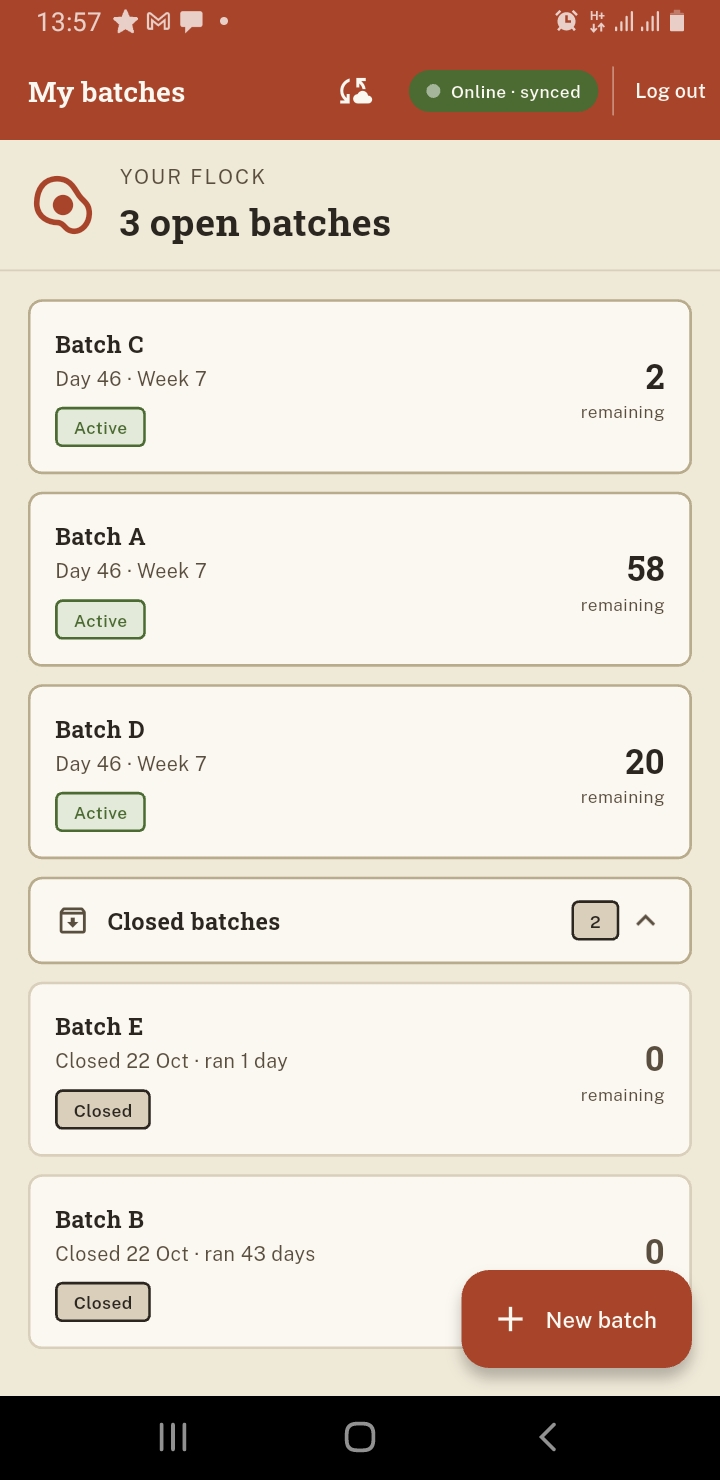 13:57
H+
My batches
Online · synced
Log out
YOUR FLOCK
3 open batches
Batch C
Day 46 · Week 7
Active
2
remaining
Batch A
Day 46 · Week 7
Active
58
remaining
Batch D
Day 46 · Week 7
Active
20
remaining
Closed batches
2
Batch E
Closed 22 Oct · ran 1 day
Closed
0
remaining
Batch B
Closed 22 Oct · ran 43 days
Closed
0
New batch